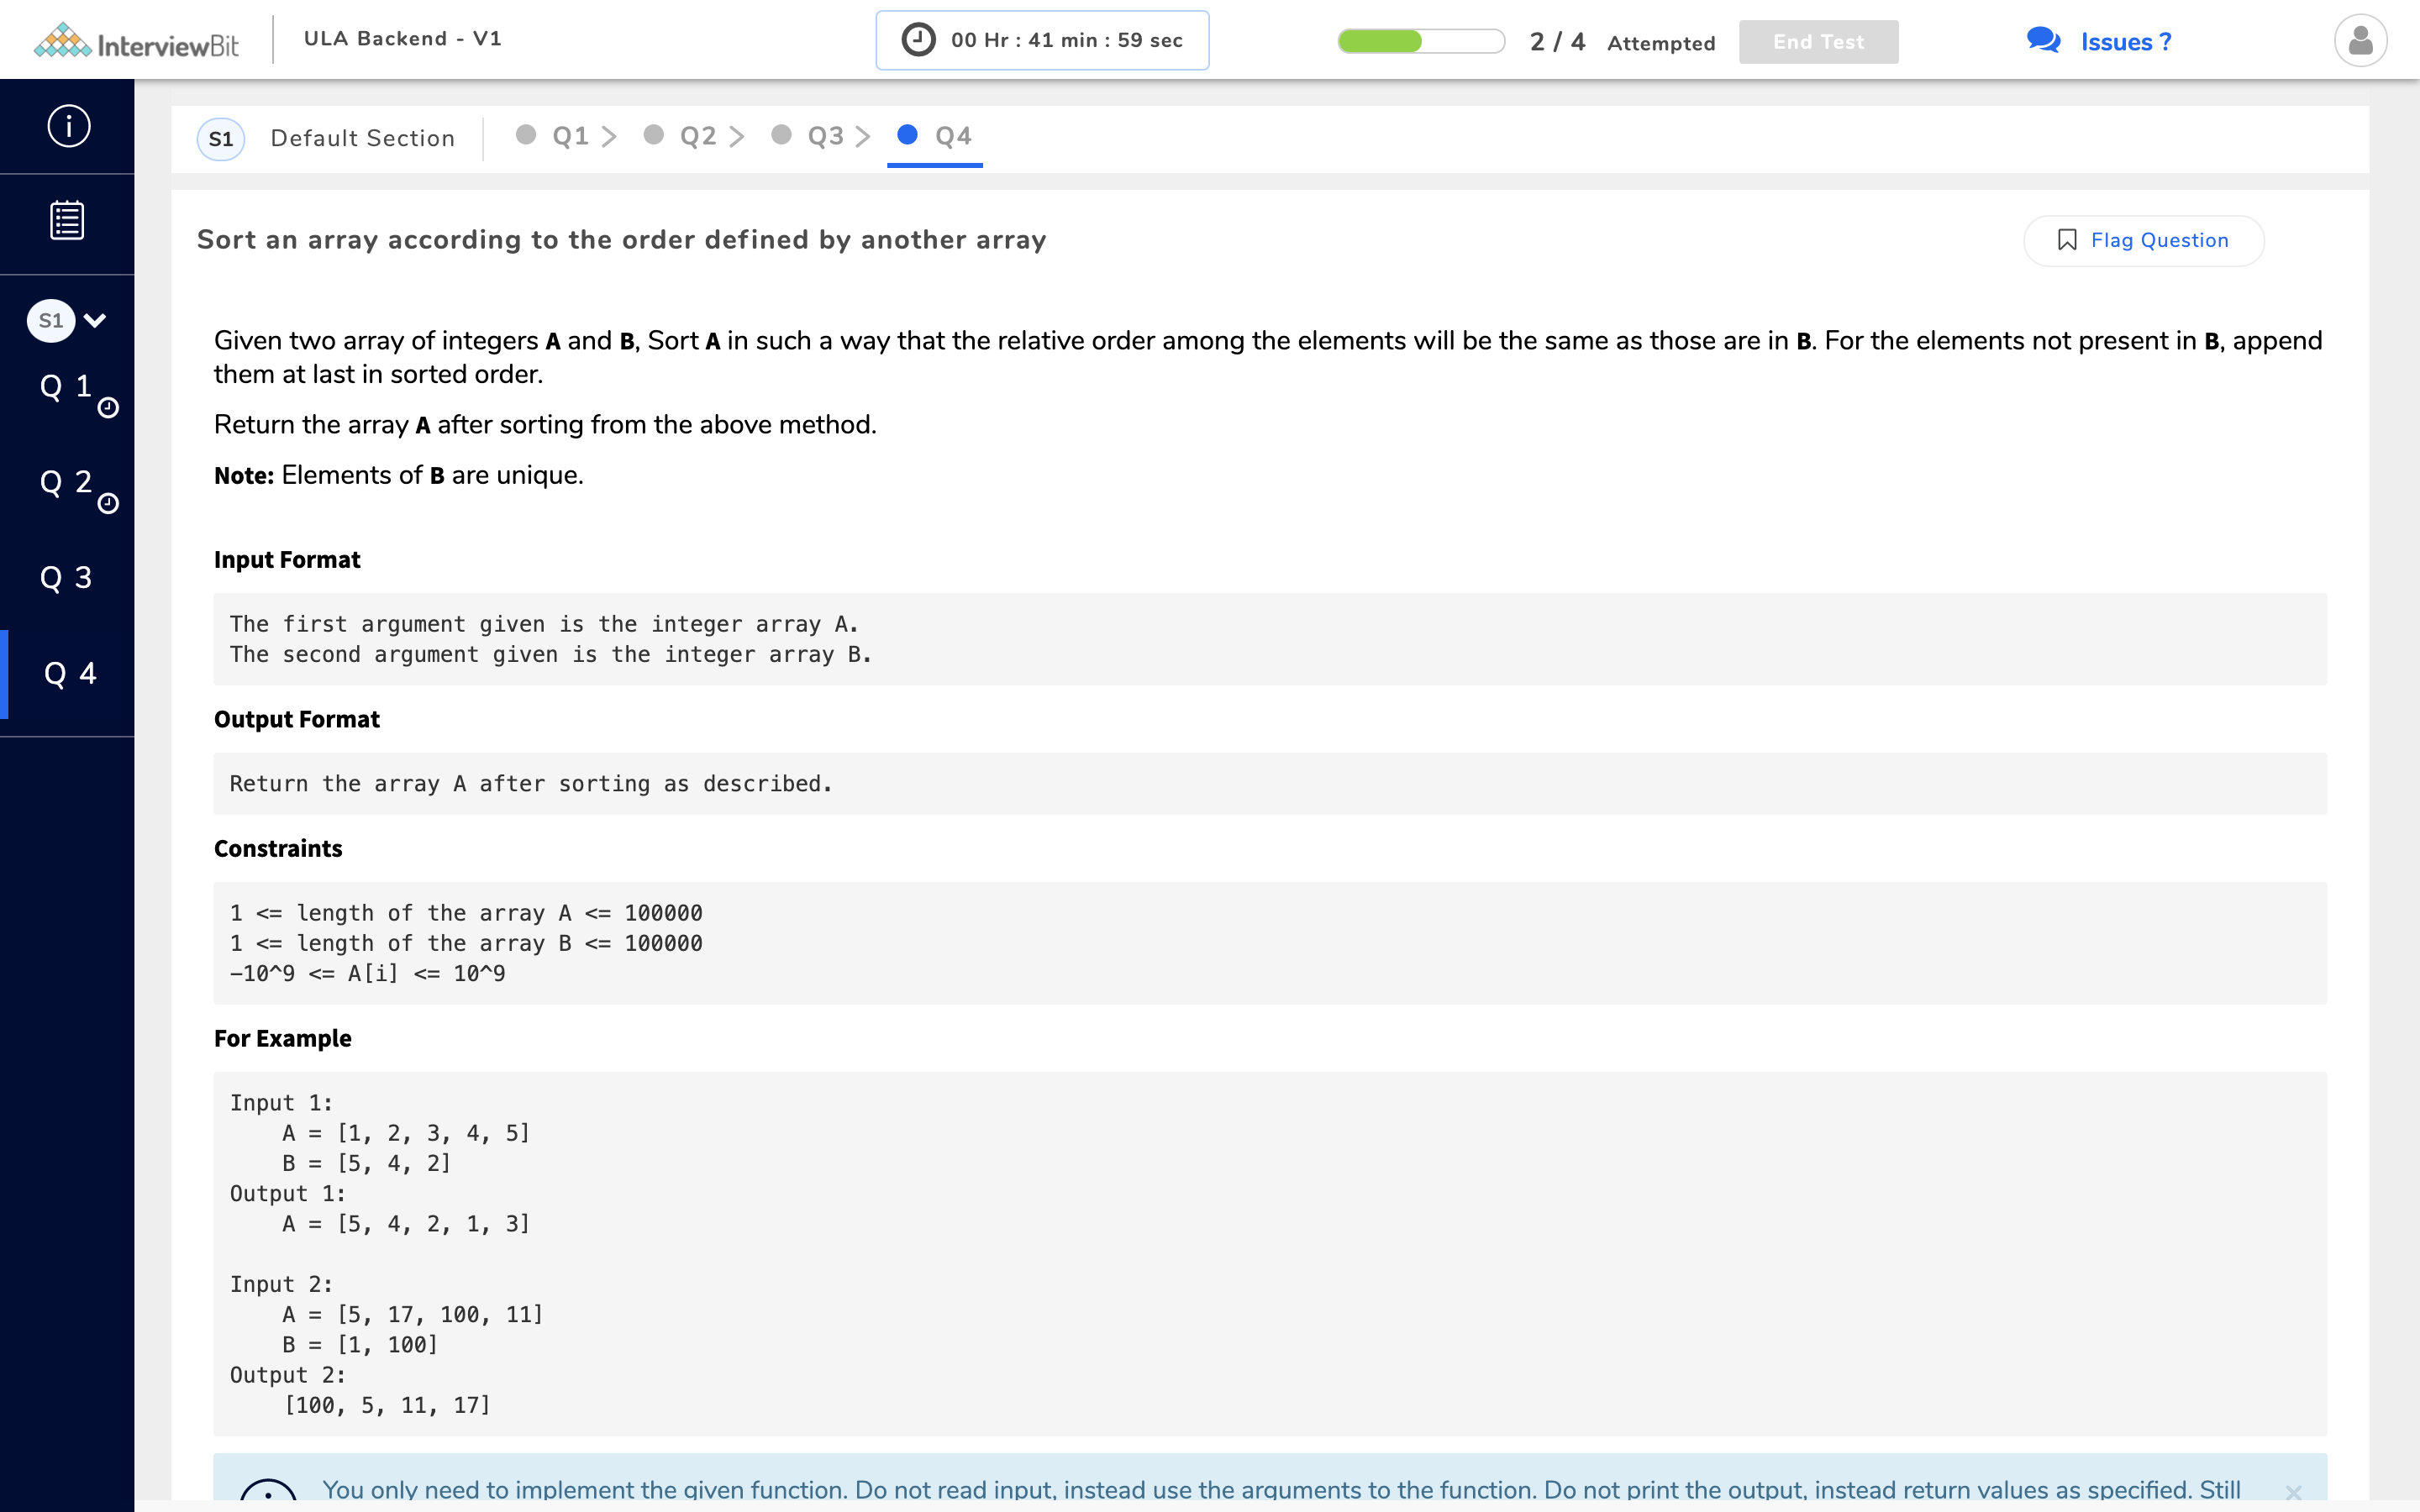 InterviewBit
ULA Backend - V1
00 Hr : 41 min : 59 sec
2 / 4 Attempted
End Test
Issues ?
S1 Default Section
Q1
Q2
Q3
Q4
S1
Q 1
Q 2
Q 3
Q 4
Sort an array according to the order defined by another array
Flag Question
Given two array of integers A and B, Sort A in such a way that the relative order among the elements will be the same as those are in B. For the elements not present in B, append
them at last in sorted order.
Return the array A after sorting from the above method.
Note: Elements of B are unique.
Input Format
The first argument given is the integer array A.
The second argument given is the integer array B.
Output Format
Return the array A after sorting as described.
Constraints
1 <= length of the array A <= 100000
1 <= length of the array B <= 100000
-10^9 <= A[i] <= 10^9
For Example
Input 1:
A = [1, 2, 3, 4, 5]
B = [5, 4, 2]
Output 1:
A = [5, 4, 2, 1, 3]
Input 2:
A = [5, 17, 100, 11]
B = [1, 100]
Output 2:
[100, 5, 11, 17]
You only need to implement the given function. Do not read input, instead use the arguments to the function. Do not print the output, instead return values as specified. Still